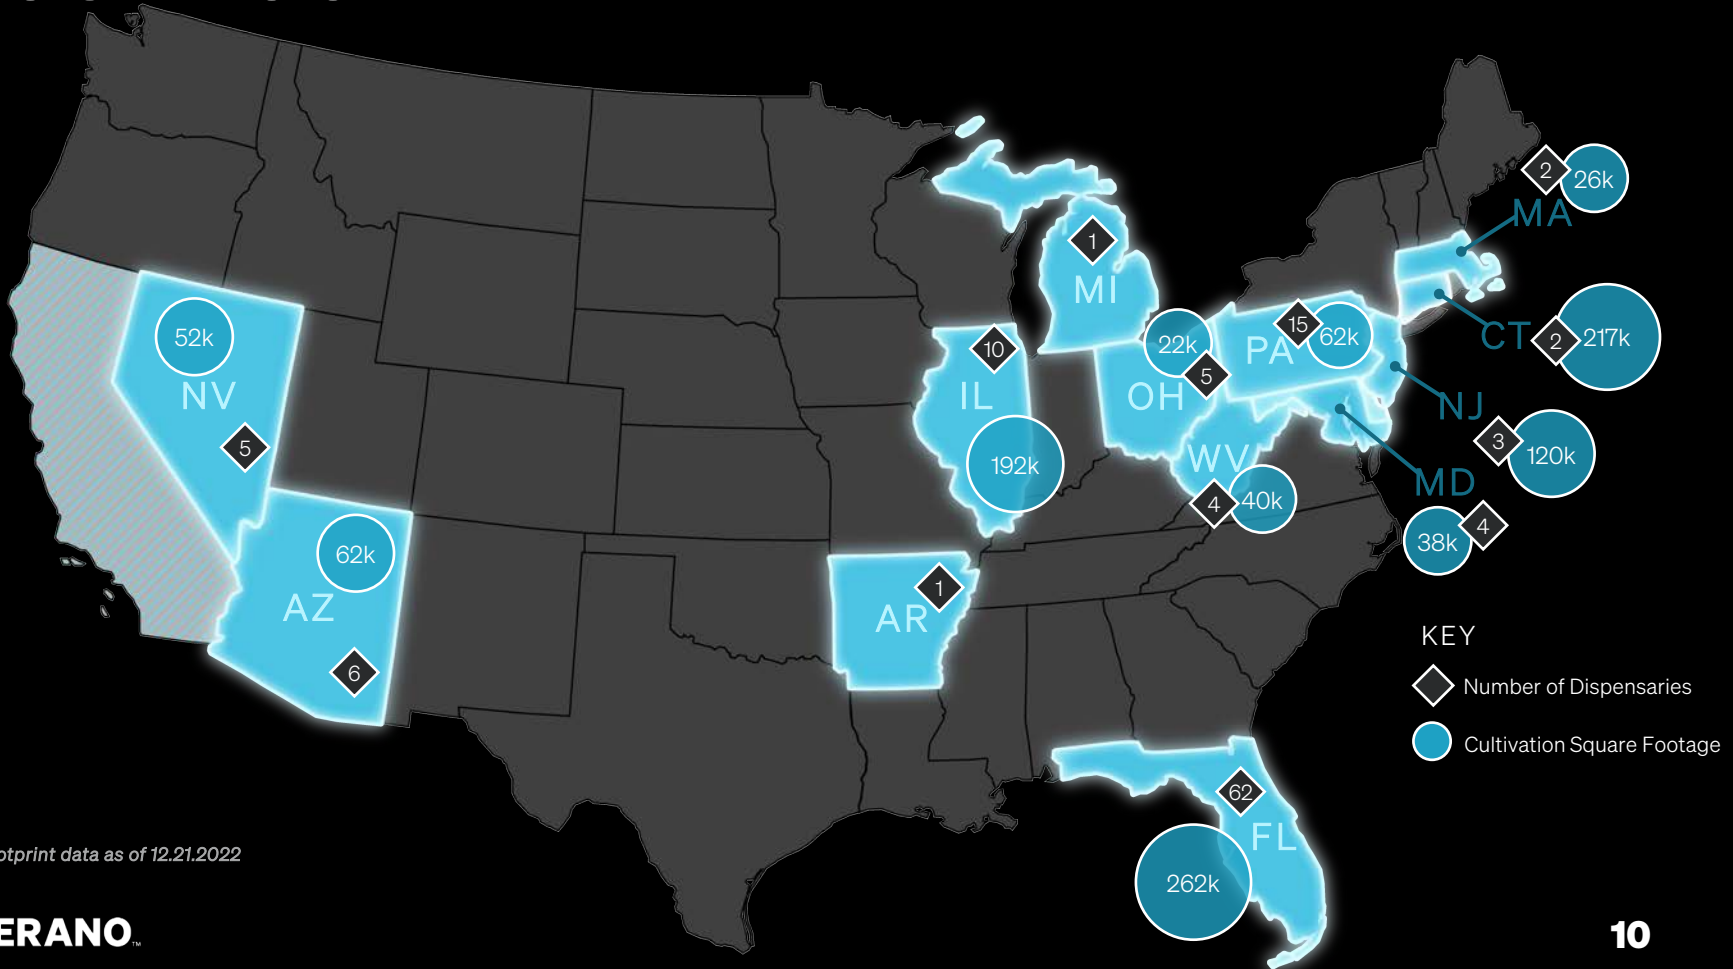 2
26k
MA
1
MI
52k
NV
5
10
IL
192k
22k
OH
5
PA
15
62k
CT
2
217k
NJ
3
120k
WV
4
40k
MD
38k
4
62k
AZ
6
AR
1
KEY
Number of Dispensaries
Cultivation Square Footage
62
FL
262k
otprint data as of 12.21.2022
ERANO™
10